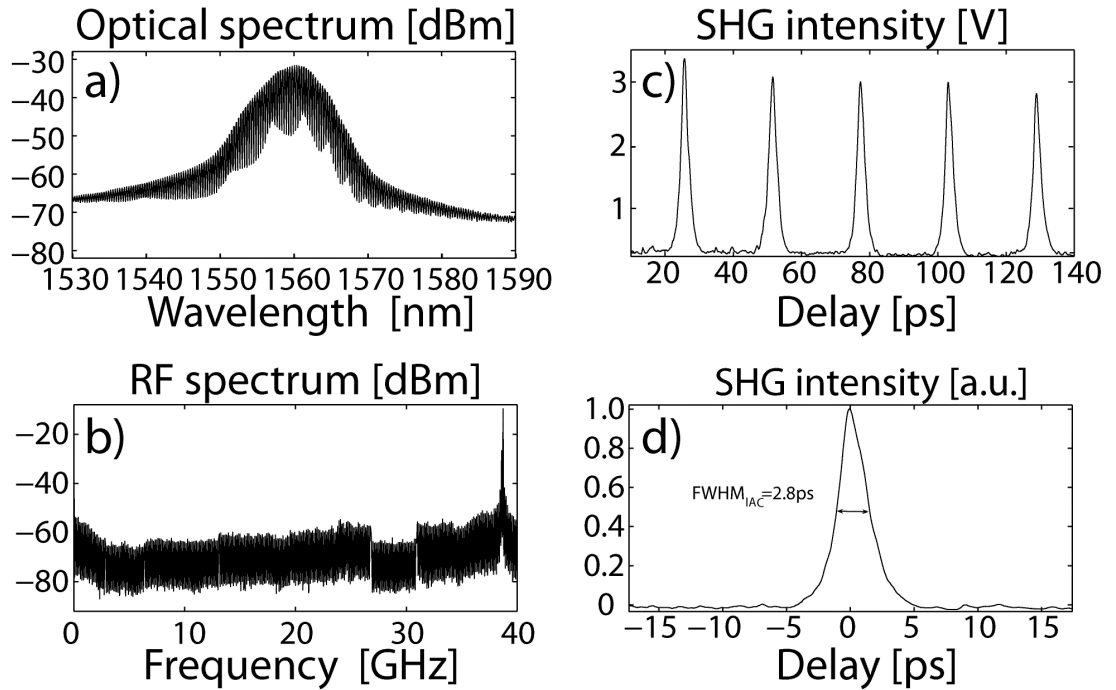 Optical spectrum [dBm]
a)
−30
−40
−50
−60
−70
−80
1530 1540 1550 1560 1570 1580 1590
Wavelength [nm]
SHG intensity [V]
c)
3
2
1
20 40 60 80 100 120 140
Delay [ps]
RF spectrum [dBm]
b)
−20
−40
−60
−80
0 10 20 30 40
Frequency [GHz]
SHG intensity [a.u.]
d)
1.0
0.8
0.6
0.4
0.2
0
FWHM_IAC=2.8ps
−15 −10 −5 0 5 10 15
Delay [ps]